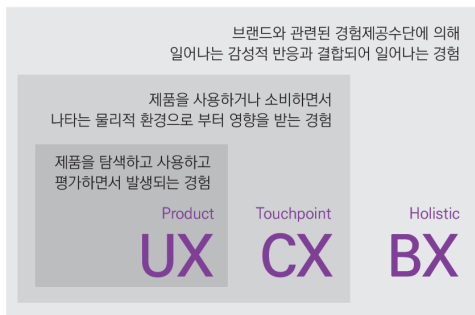 브랜드와 관련된 경험제공수단에 의해
일어나는 감성적 반응과 결합되어 일어나는 경험
제품을 사용하거나 소비하면서
나타는 물리적 환경으로 부터 영향을 받는 경험
제품을 탐색하고 사용하고
평가하면서 발생되는 경험
Product
UX
Touchpoint
CX
Holistic
BX